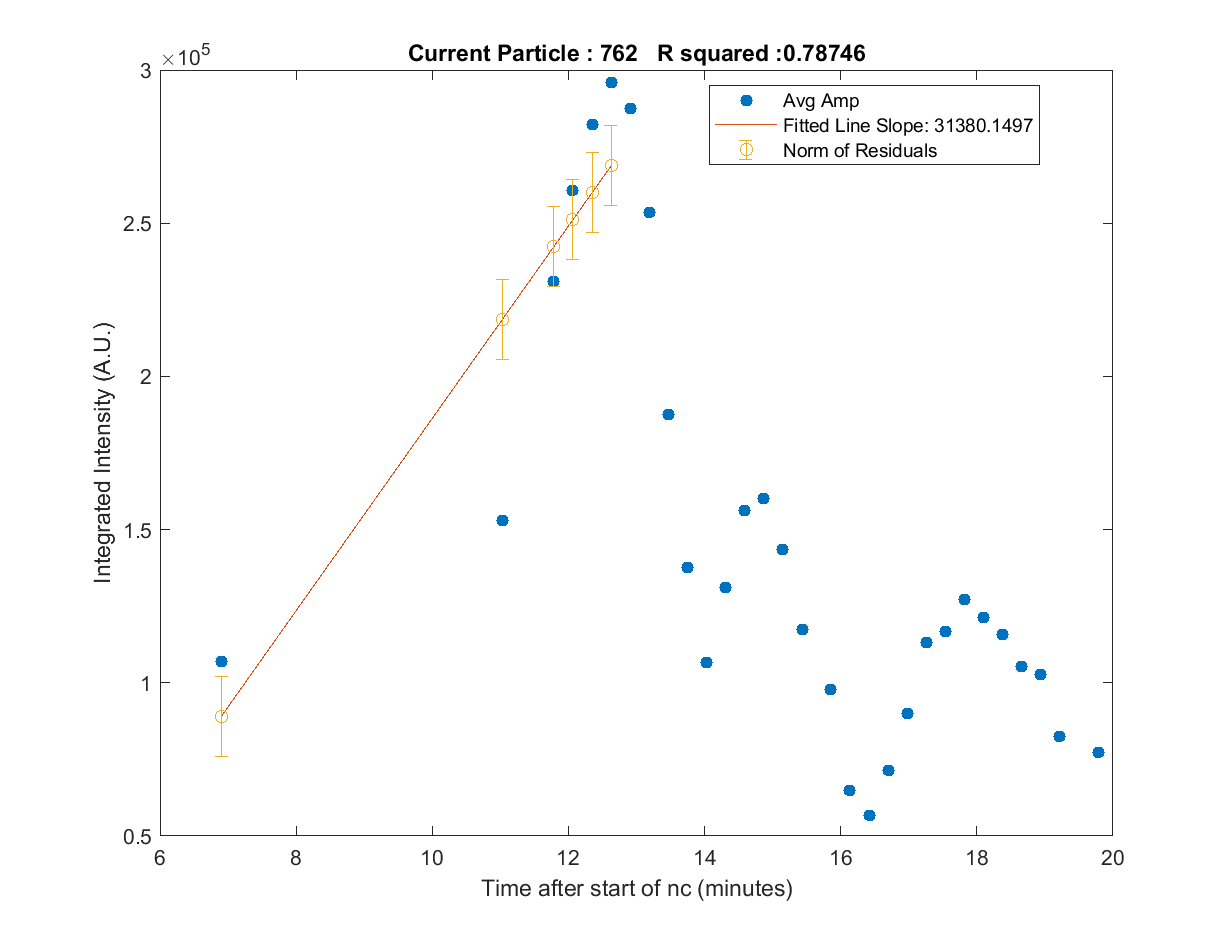 Current Particle : 762 R squared :0.78746
×10^5
3
2.5
2
1.5
1
0.5
6 8 10 12 14 16 18 20
Integrated Intensity (A.U.)
Time after start of nc (minutes)
Avg Amp
Fitted Line Slope: 31380.1497
Norm of Residuals